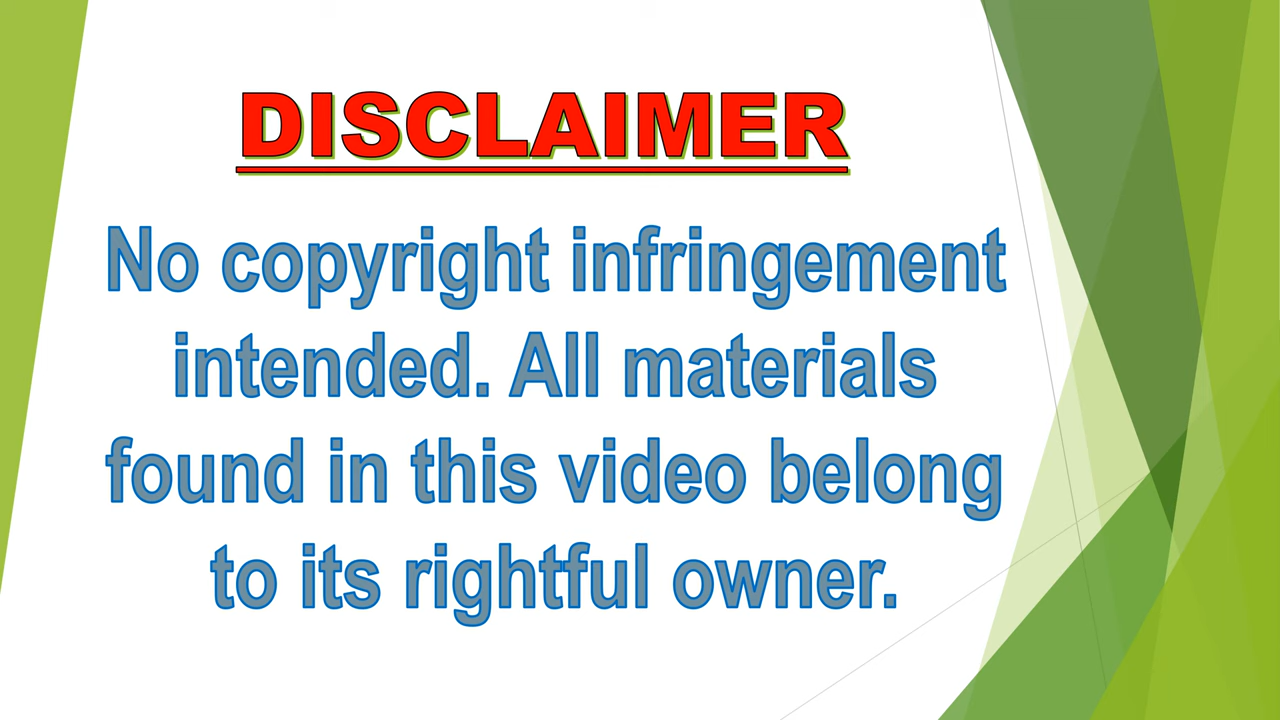 DISCLAIMER
No copyright infringement
intended. All materials
found in this video belong
to its rightful owner.